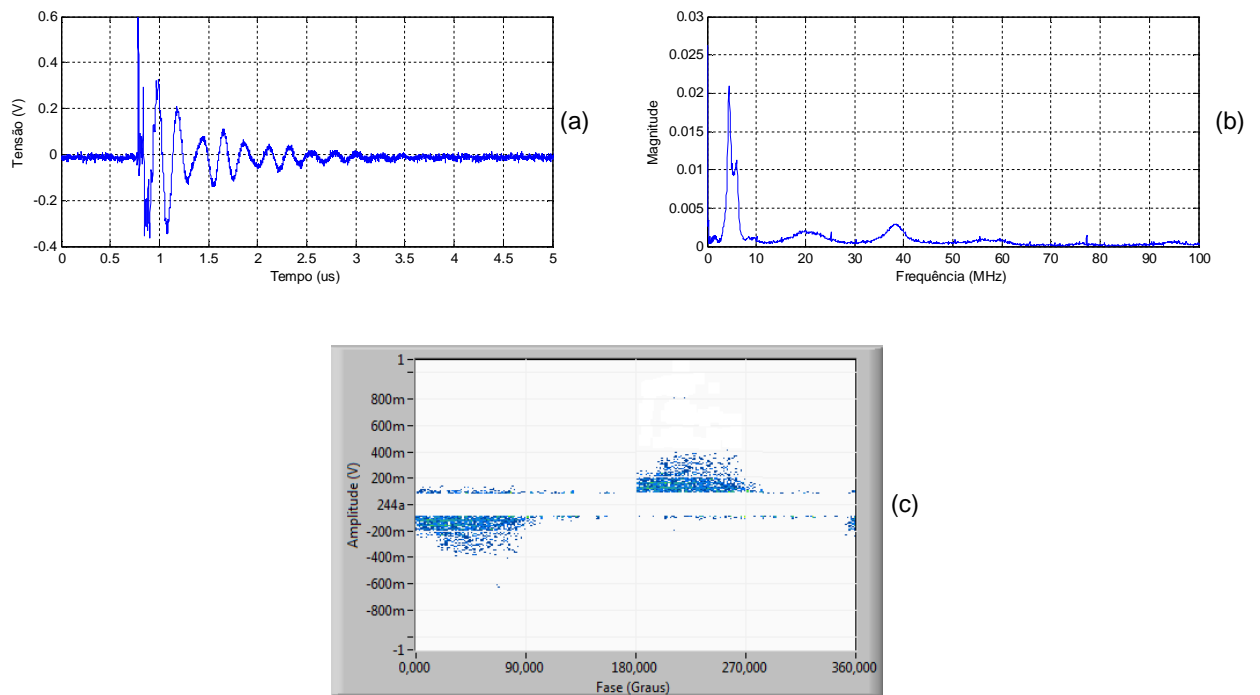 0.6
0.4
0.2
0
-0.2
-0.4
Tensão (V)
0 0.5 1 1.5 2 2.5 3 3.5 4 4.5 5
Tempo (us)
(a)
0.03
0.025
0.02
0.015
0.01
0.005
0
Magnitude
0 10 20 30 40 50 60 70 80 90 100
Frequência (MHz)
(b)
1
800m
600m
400m
200m
244a
-200m
-400m
-600m
-800m
-1
Amplitude (V)
0,000 90,000 180,000 270,000 360,000
Fase (Graus)
(c)